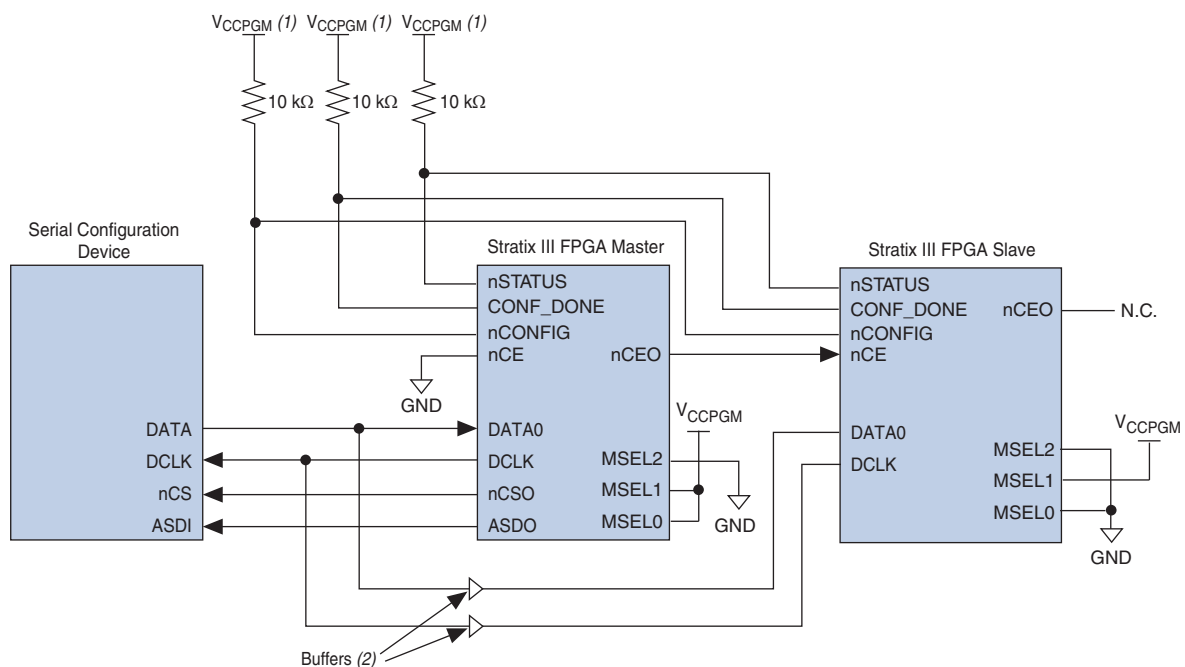 VCCPGM (1) VCCPGM (1) VCCPGM (1)
10 kΩ 10 kΩ 10 kΩ
Serial Configuration
Device
DATA
DCLK
nCS
ASDI
Stratix III FPGA Master
nSTATUS
CONF_DONE
nCONFIG
nCE
nCEO
GND
DATA0
DCLK
nCSO
ASDO
MSEL2
MSEL1
MSEL0
VCCPGM
GND
Stratix III FPGA Slave
nSTATUS
CONF_DONE
nCONFIG
nCE
nCEO
N.C.
DATA0
DCLK
MSEL2
MSEL1
MSEL0
VCCPGM
GND
Buffers (2)